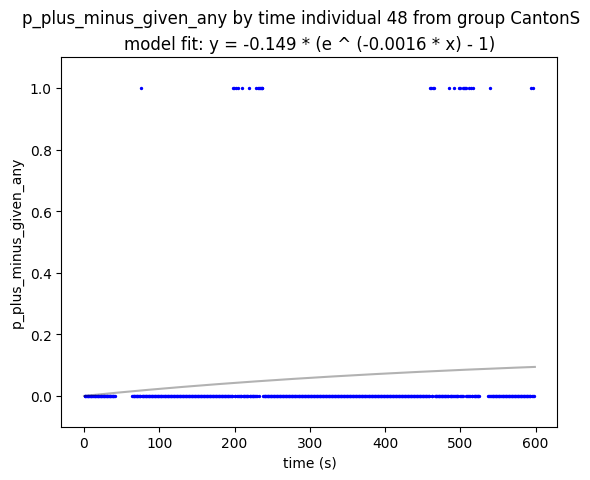 p_plus_minus_given_any by time individual 48 from group CantonS
model fit: y = -0.149 * (e ^ (-0.0016 * x) - 1)
1.0
0.8
0.6
0.4
0.2
0.0
p_plus_minus_given_any
0 100 200 300 400 500 600
time (s)